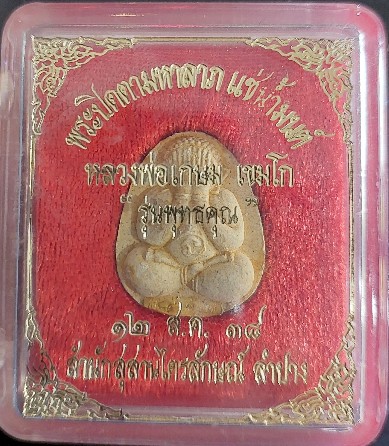 พระปิดตามหาลาภ แช่น้ำมนต์
หลวงพ่อเกษม เขมโก
รุ่นพุทธคุณ
๑๒ ส.ค. ๓๘
สำนักสุสานไตรลักษณ์ ลำปาง